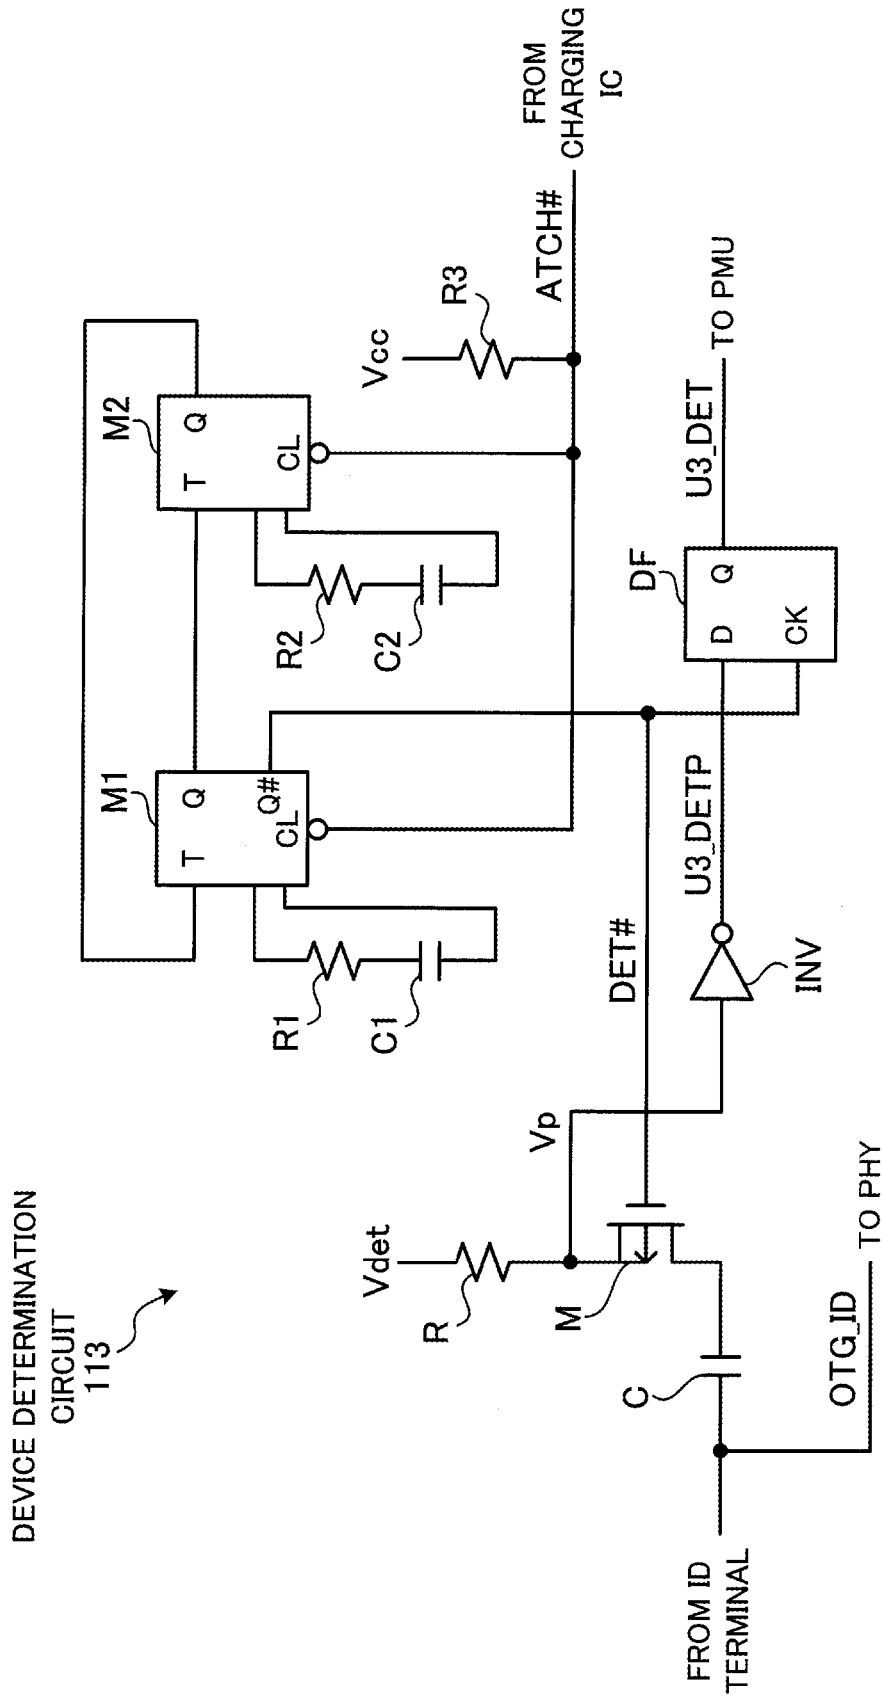 DEVICE DETERMINATION
CIRCUIT
113
M1
T
Q
Q#
CL
R1
C1
M2
T
Q
CL
R2
C2
Vcc
R3
ATCH#
FROM
CHARGING
IC
Vdet
R
Vp
M
DET#
C
FROM ID
TERMINAL
OTG_ID
TO PHY
INV
U3_DETP
DF
D
Q
CK
U3_DET
TO PMU